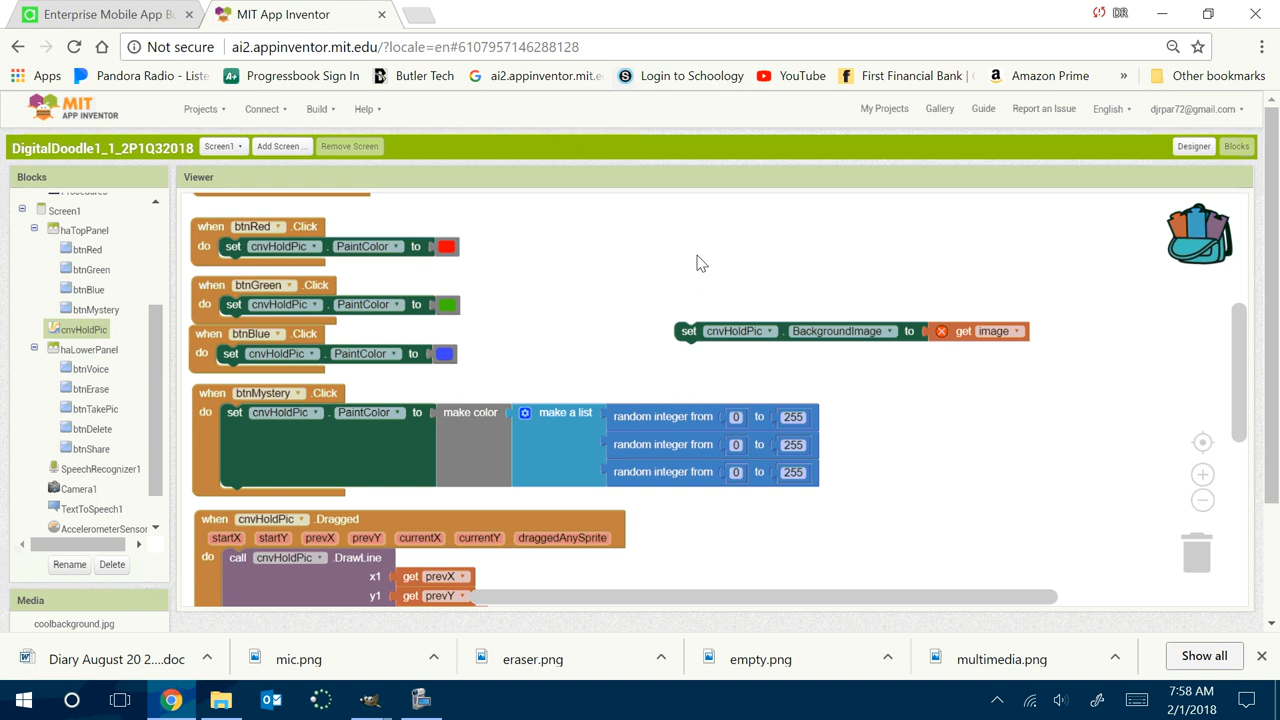 Enterprise Mobile App Bu
MIT App Inventor
DR
Not secure
ai2.appinventor.mit.edu/?locale=en#6107957146288128
Apps
Pandora Radio - Liste
Progressbook Sign In
Butler Tech
ai2.appinventor.mit.e
Login to Schoology
YouTube
First Financial Bank
Amazon Prime
»
Other bookmarks
MIT
APP INVENTOR
Projects
Connect
Build
Help
My Projects
Gallery
Guide
Report an Issue
English
djrpar72@gmail.com
DigitalDoodle1_1_2P1Q32018
Screen1
Add Screen ...
Remove Screen
Designer
Blocks
Blocks
Procedures
Screen1
haTopPanel
btnRed
btnGreen
btnBlue
btnMystery
cnvHoldPic
haLowerPanel
btnVoice
btnErase
btnTakePic
btnDelete
btnShare
SpeechRecognizer1
Camera1
TextToSpeech1
AccelerometerSensor
Rename
Delete
Media
coolbackground.jpg
Viewer
when btnRed .Click
do set cnvHoldPic . PaintColor to
when btnGreen .Click
do set cnvHoldPic . PaintColor to
when btnBlue .Click
do set cnvHoldPic . PaintColor to
set cnvHoldPic . BackgroundImage to get image
when btnMystery .Click
do set cnvHoldPic . PaintColor to make color make a list random integer from 0 to 255
random integer from 0 to 255
random integer from 0 to 255
when cnvHoldPic .Dragged
startX startY prevX prevY currentX currentY draggedAnySprite
do call cnvHoldPic .DrawLine
x1 get prevX
y1 get prevY
Diary August 20 2....doc
mic.png
eraser.png
empty.png
multimedia.png
Show all
7:58 AM
2/1/2018